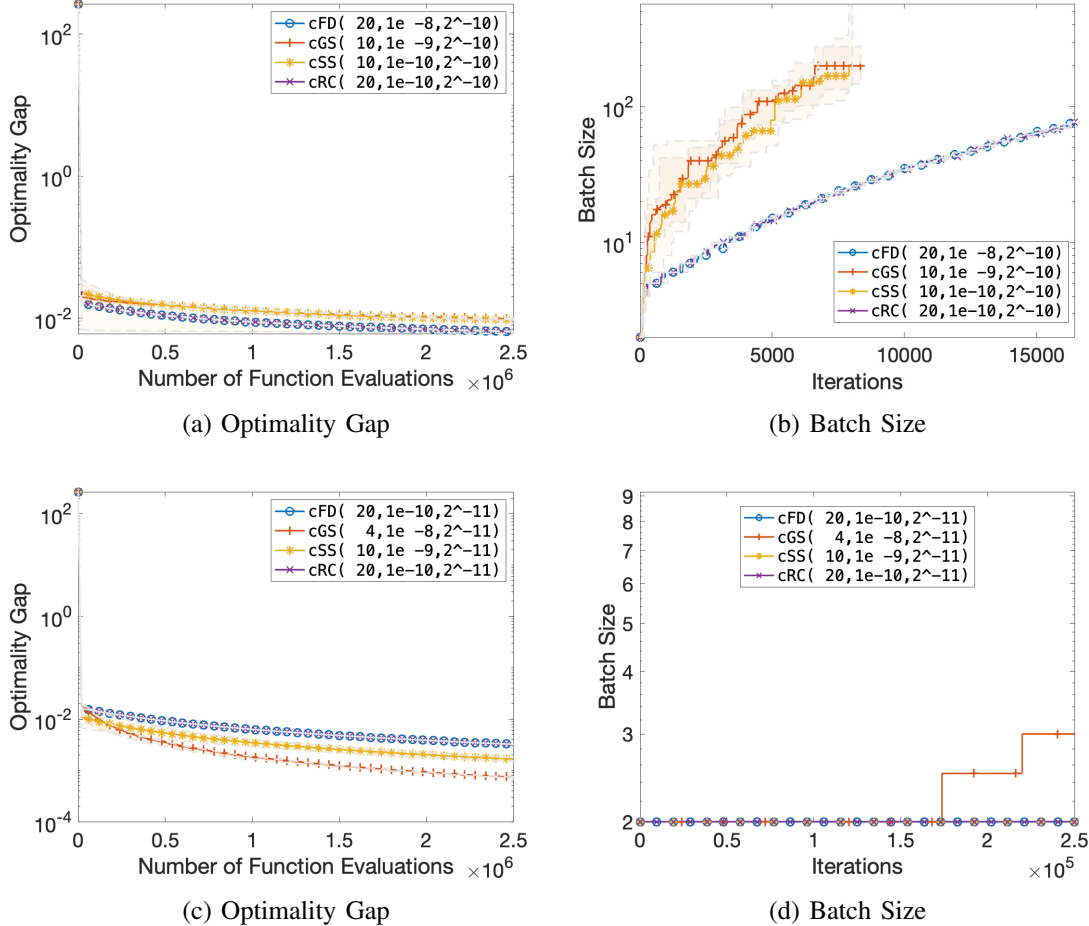 10^2
10^0
10^-2
Optimality Gap
cFD( 20,1e -8,2^-10)
cGS( 10,1e -9,2^-10)
cSS( 10,1e-10,2^-10)
cRC( 20,1e-10,2^-10)
0 0.5 1 1.5 2 2.5
Number of Function Evaluations ×10^6
(a) Optimality Gap
10^2
10^1
Batch Size
cFD( 20,1e -8,2^-10)
cGS( 10,1e -9,2^-10)
cSS( 10,1e-10,2^-10)
cRC( 20,1e-10,2^-10)
0 5000 10000 15000
Iterations
(b) Batch Size
10^2
10^0
10^-2
10^-4
Optimality Gap
cFD( 20,1e-10,2^-11)
cGS( 4,1e -8,2^-11)
cSS( 10,1e -9,2^-11)
cRC( 20,1e-10,2^-11)
0 0.5 1 1.5 2 2.5
Number of Function Evaluations ×10^6
(c) Optimality Gap
9
8
7
6
5
4
3
2
Batch Size
cFD( 20,1e-10,2^-11)
cGS( 4,1e -8,2^-11)
cSS( 10,1e -9,2^-11)
cRC( 20,1e-10,2^-11)
0 0.5 1 1.5 2 2.5
Iterations ×10^5
(d) Batch Size